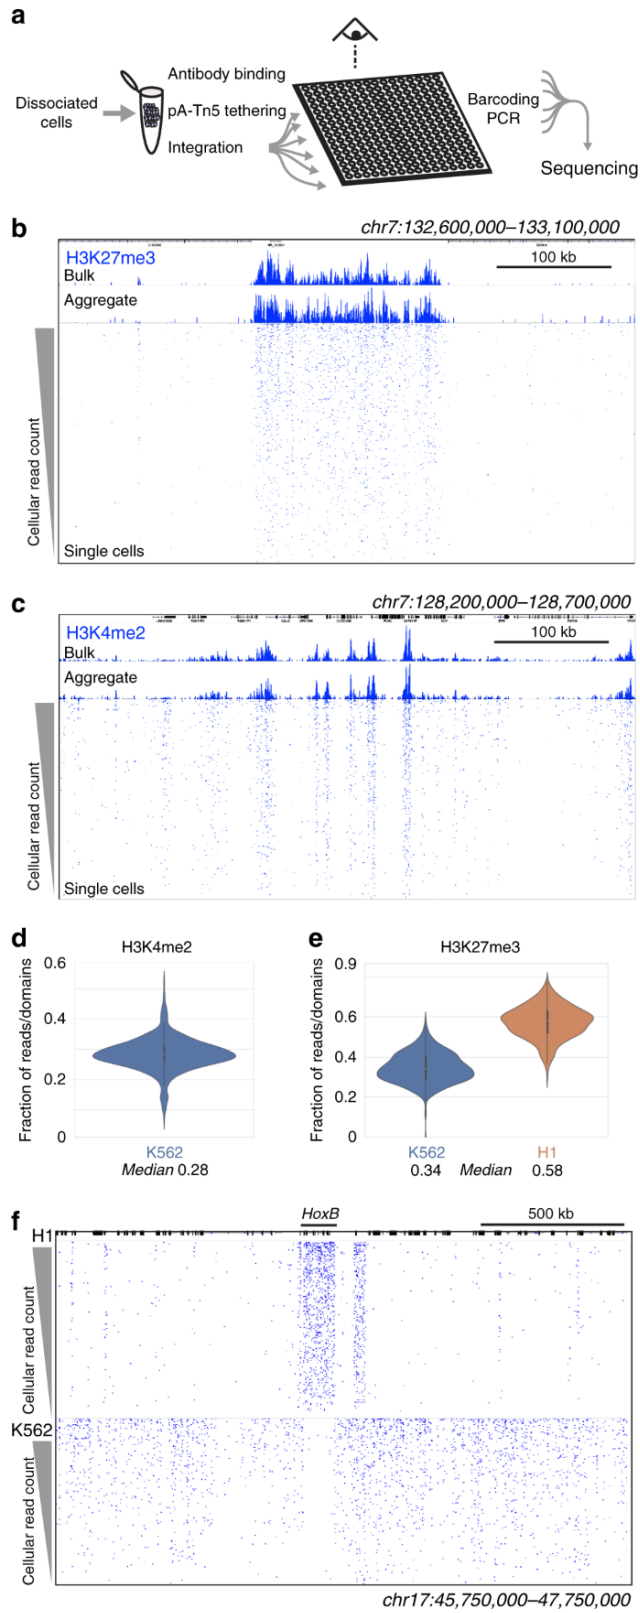 a
Dissociated
cells
Antibody binding
pA-Tn5 tethering
Integration
Barcoding
PCR
Sequencing
b
chr7:132,600,000–133,100,000
H3K27me3
100 kb
Bulk
Aggregate
Cellular read count
Single cells
c
chr7:128,200,000–128,700,000
H3K4me2
100 kb
Bulk
Aggregate
Cellular read count
Single cells
d
H3K4me2
Fraction of reads/domains
0.6
0.4
0.2
0
K562
Median 0.28
e
H3K27me3
Fraction of reads/domains
0.9
0.6
0.4
0.2
0
K562
H1
0.34 Median 0.58
f
HoxB
500 kb
H1
Cellular read count
K562
Cellular read count
chr17:45,750,000–47,750,000